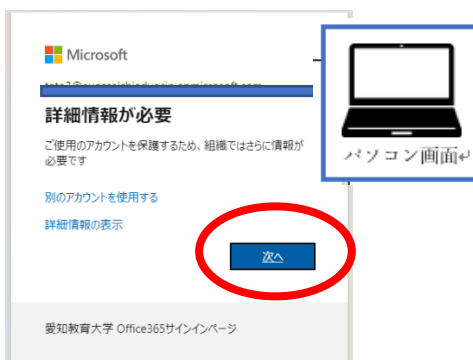 Microsoft
詳細情報が必要
ご使用のアカウントを保護するため、組織ではさらに情報が
必要です
別のアカウントを使用する
詳細情報の表示
次へ
愛知教育大学 Office365サインインページ
パソコン画面↵